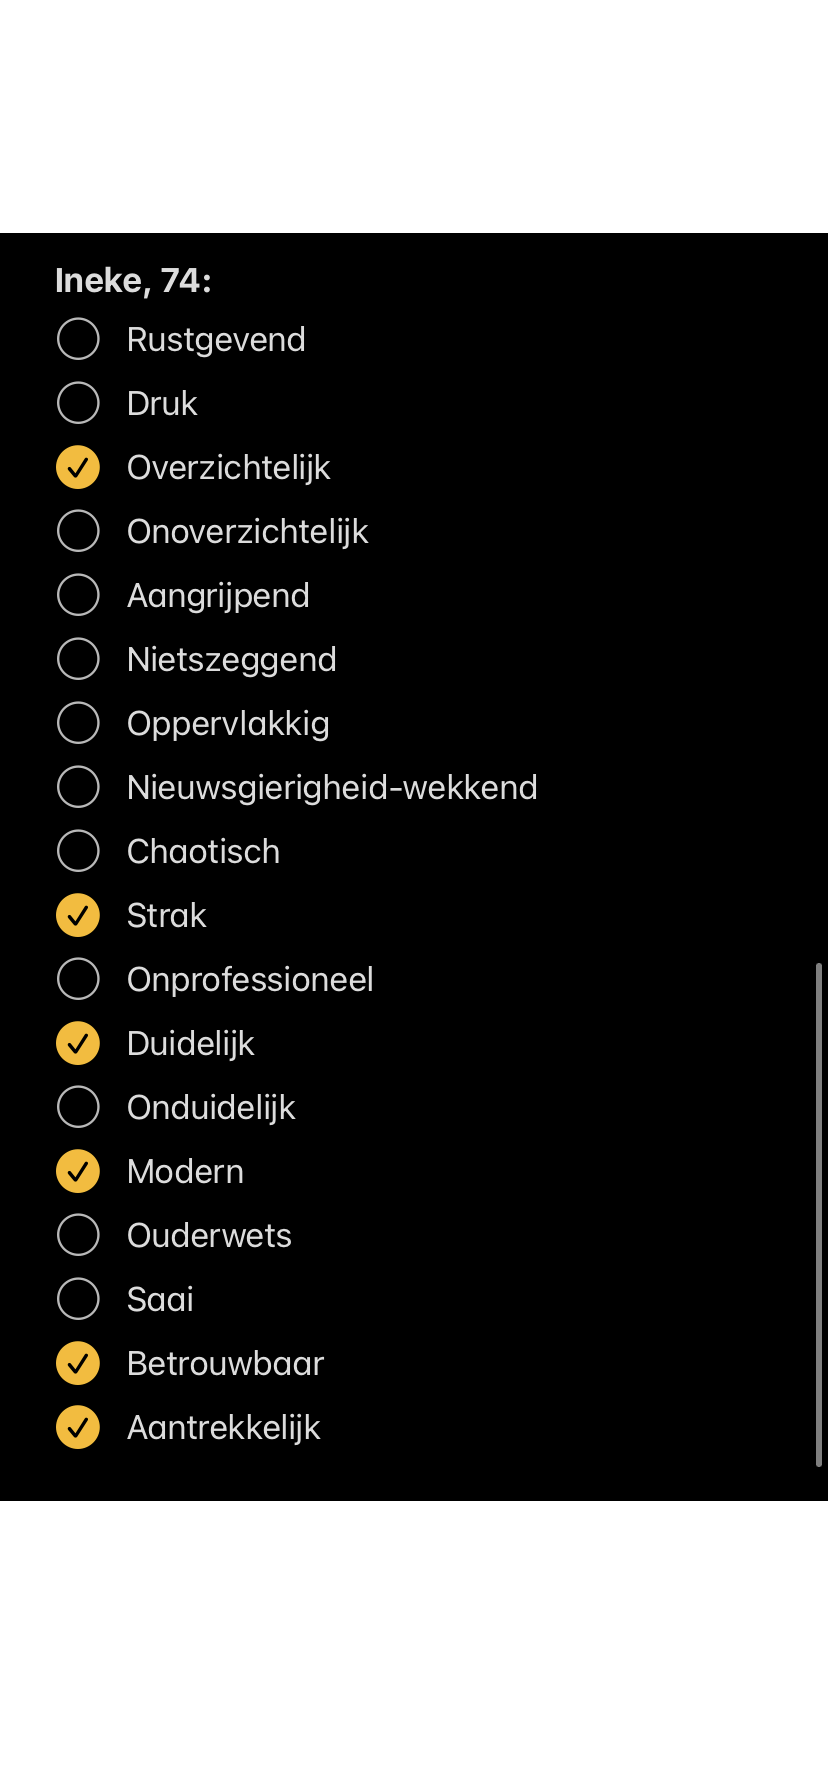 Ineke, 74:
Rustgevend
Druk
Overzichtelijk
Onoverzichtelijk
Aangrijpend
Nietszeggend
Oppervlakkig
Nieuwsgierigheid-wekkend
Chaotisch
Strak
Onprofessioneel
Duidelijk
Onduidelijk
Modern
Ouderwets
Saai
Betrouwbaar
Aantrekkelijk